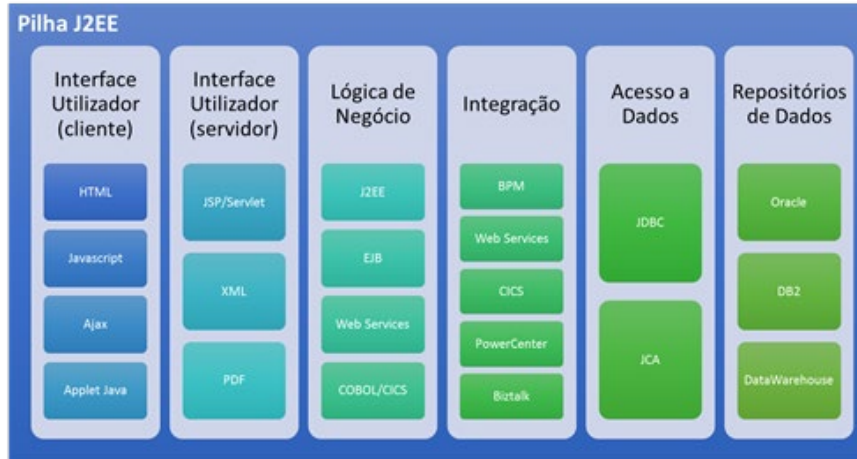 Pilha J2EE
Interface
Utilizador
(cliente)
HTML
Javascript
Ajax
Applet Java
Interface
Utilizador
(servidor)
JSP/Servlet
XML
PDF
Lógica de
Negócio
J2EE
EJB
Web Services
COBOL/CICS
Integração
BPM
Web Services
CICS
PowerCenter
Biztalk
Acesso a
Dados
JDBC
JCA
Repositórios
de Dados
Oracle
DB2
DataWarehouse